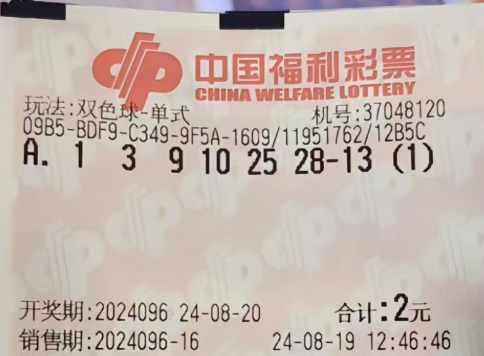 中国福利彩票
CHINA WELFARE LOTTERY
玩法:双色球-单式 机号:37048120
09B5-BDF9-C349-9F5A-1609/11951762/12B5C
A. 1 3 9 10 25 28-13 (1)
开奖期:2024096 24-08-20 合计:2元
销售期:2024096-16 24-08-19 12:46:46